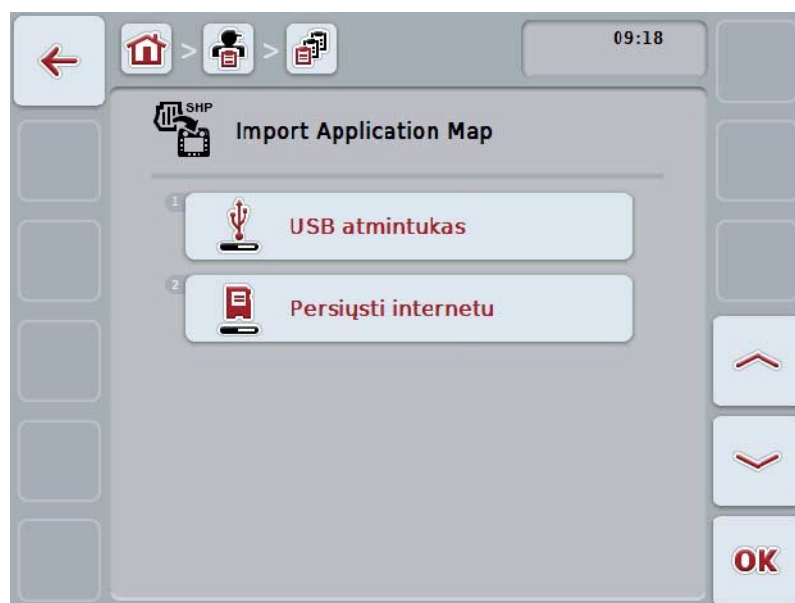 09:18
SHP
Import Application Map
1
USB atmintukas
2
Persiųsti internetu
OK